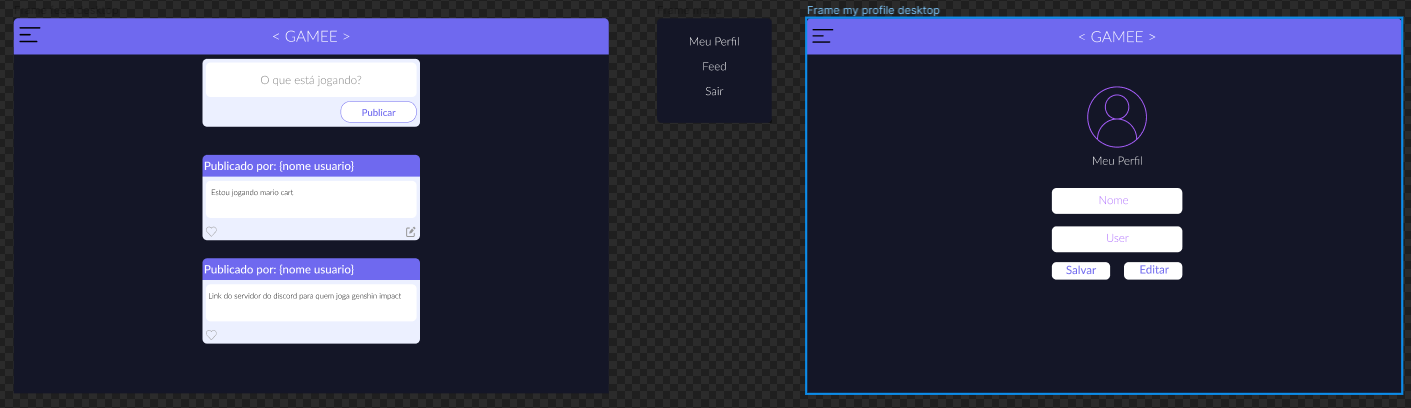 < GAMEE >
O que está jogando?
Publicar
Publicado por: {nome usuario}
Estou jogando mario cart
Publicado por: {nome usuario}
Link do servidor do discord para quem joga genshin impact
Meu Perfil
Feed
Sair
Frame my profile desktop
< GAMEE >
Meu Perfil
Nome
User
Salvar Editar